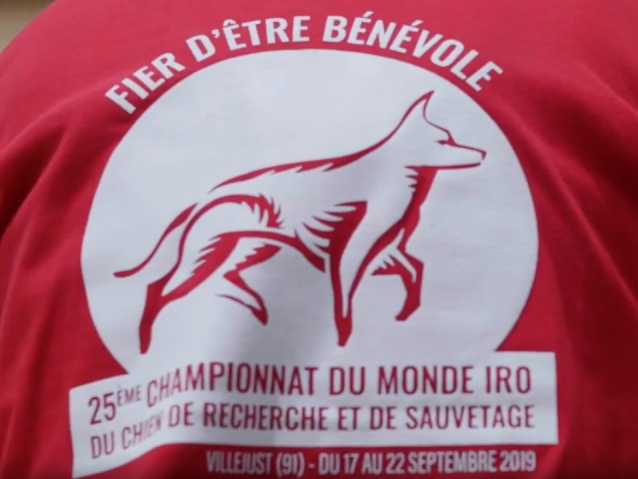 FIER D'ÊTRE BÉNÉVOLE
25ÈME CHAMPIONNAT DU MONDE IRO
DU CHIEN DE RECHERCHE ET DE SAUVETAGE
VILLEJUST (91) - DU 17 AU 22 SEPTEMBRE 2019